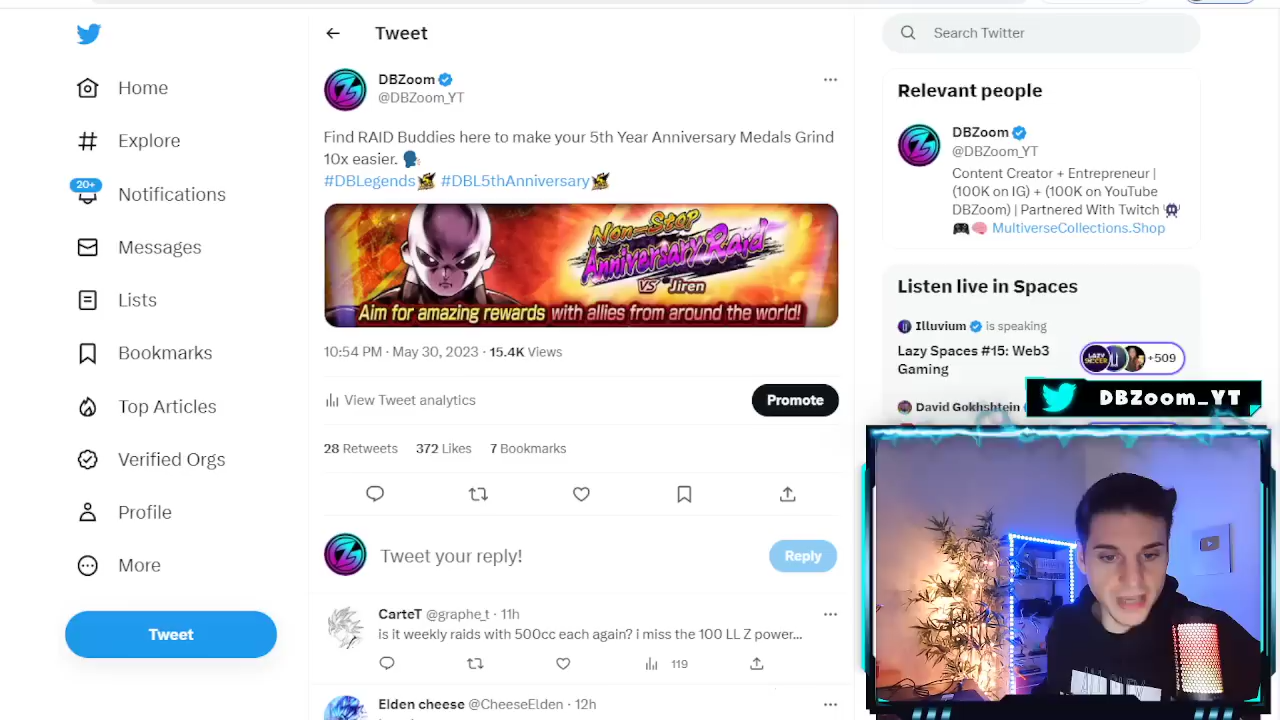 Tweet
Search Twitter
Home
Explore
20+
Notifications
Messages
Lists
Bookmarks
Top Articles
Verified Orgs
Profile
More
Tweet
DBZoom
@DBZoom_YT
Find RAID Buddies here to make your 5th Year Anniversary Medals Grind
10x easier.
#DBLegends #DBL5thAnniversary
Non-Stop
Anniversary Raid
VS Jiren
Aim for amazing rewards with allies from around the world!
10:54 PM · May 30, 2023 · 15.4K Views
View Tweet analytics
Promote
28 Retweets 372 Likes 7 Bookmarks
Tweet your reply!
Reply
CarteT @graphe_t · 11h
is it weekly raids with 500cc each again? i miss the 100 LL Z power...
119
Elden cheese @CheeseElden · 12h
Relevant people
DBZoom
@DBZoom_YT
Content Creator + Entrepreneur |
(100K on IG) + (100K on YouTube
DBZoom) | Partnered With Twitch
MultiverseCollections.Shop
Listen live in Spaces
Illuvium is speaking
Lazy Spaces #15: Web3
Gaming
+509
David Gokhshtein
DBZoom_YT